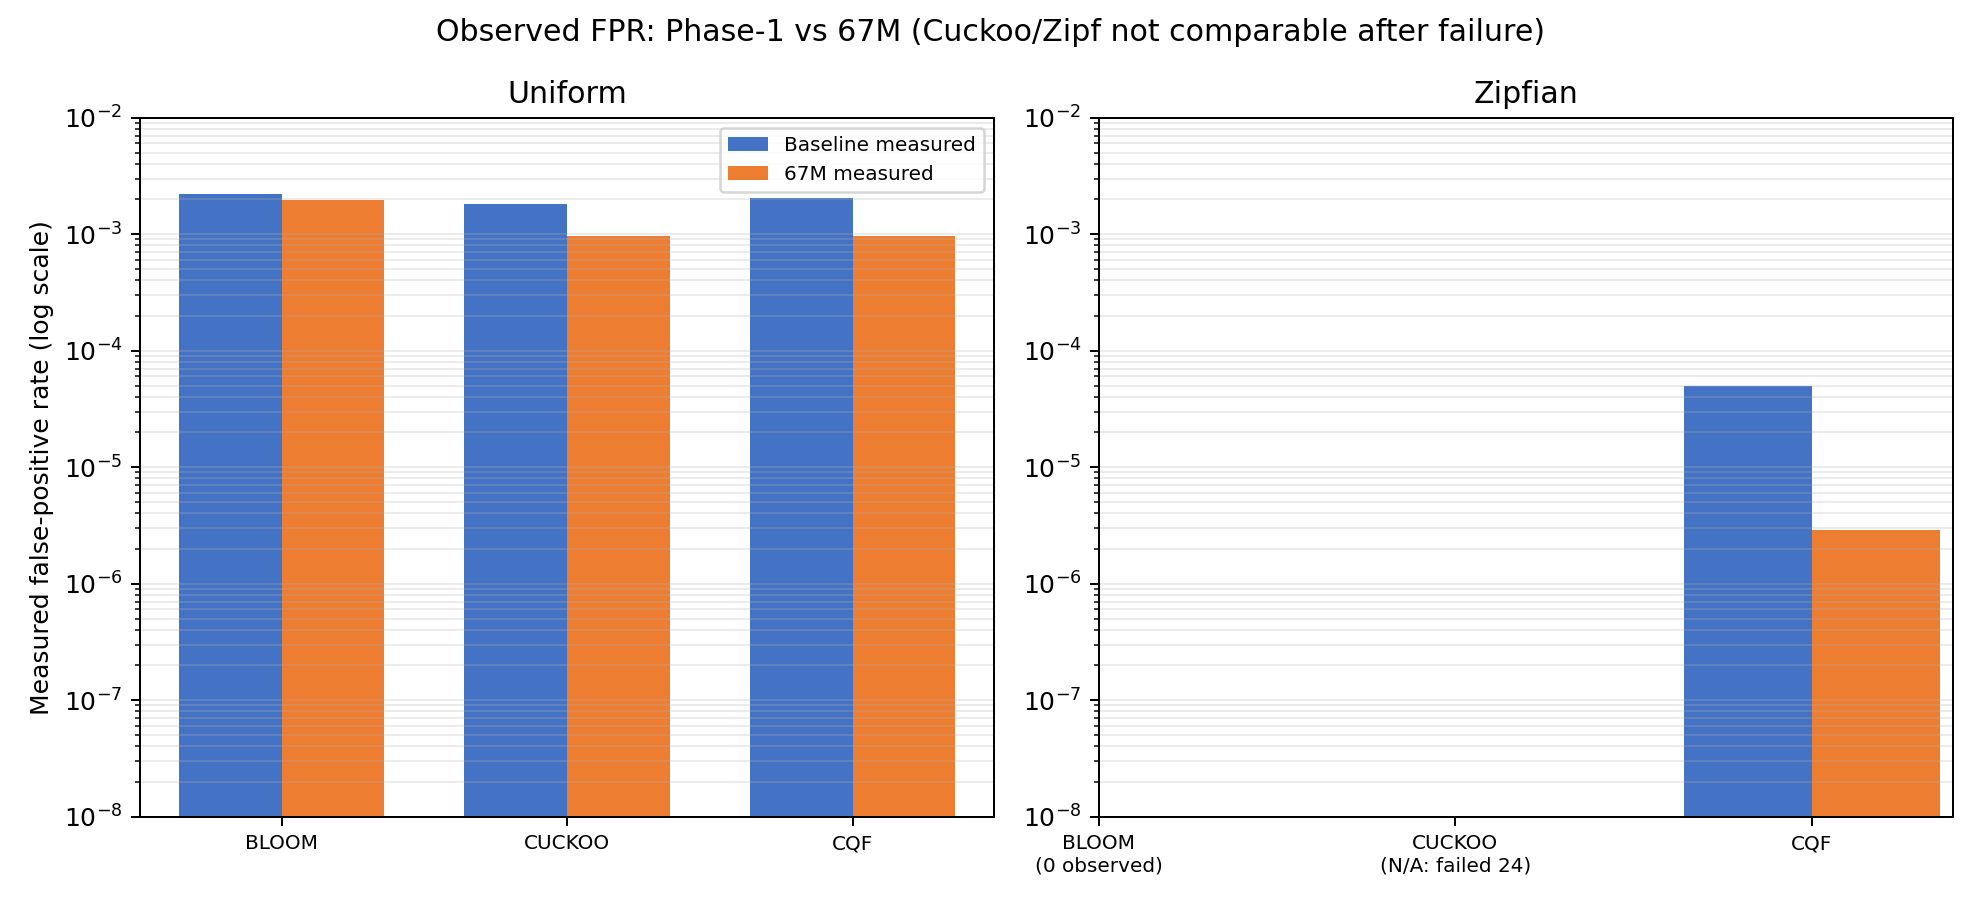 Observed FPR: Phase-1 vs 67M (Cuckoo/Zipf not comparable after failure)
Uniform
Measured false-positive rate (log scale)
10⁻²
10⁻³
10⁻⁴
10⁻⁵
10⁻⁶
10⁻⁷
10⁻⁸
Baseline measured
67M measured
BLOOM
CUCKOO
CQF
Zipfian
10⁻²
10⁻³
10⁻⁴
10⁻⁵
10⁻⁶
10⁻⁷
10⁻⁸
BLOOM
(0 observed)
CUCKOO
(N/A: failed 24)
CQF